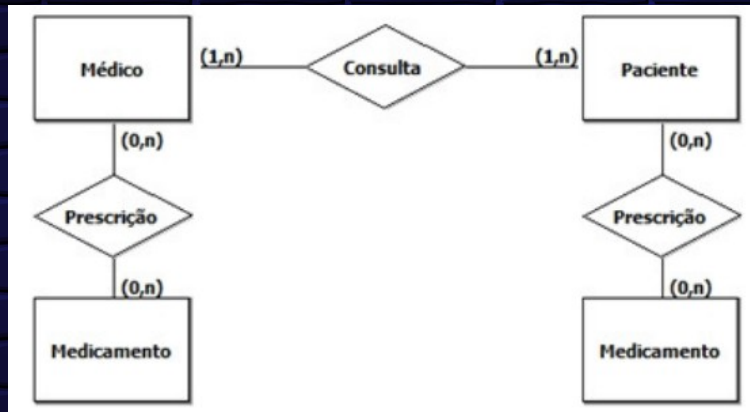 Médico
(1,n)
Consulta
(1,n)
Paciente
(0,n)
(0,n)
Prescrição
Prescrição
(0,n)
(0,n)
Medicamento
Medicamento